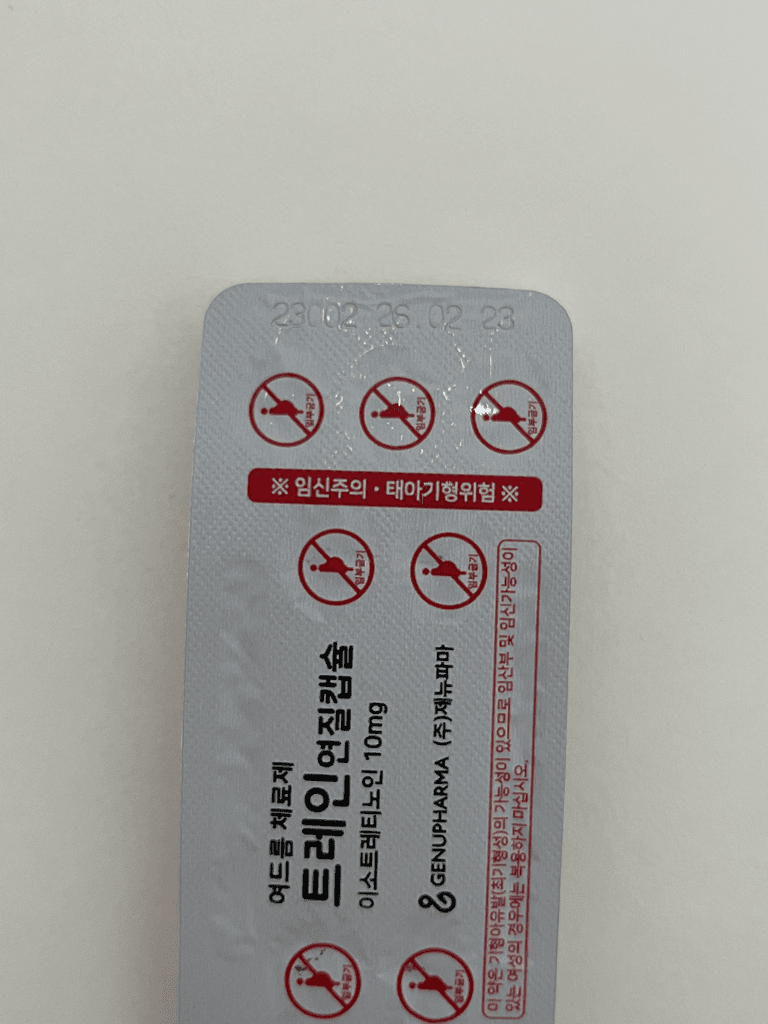 23002 26.02 23
임부금기
임부금기
임부금기
※ 임신주의 · 태아기형위험 ※
임부금기
임부금기
여드름 체료제
트레인연질캡슐
이소트레티노인 10mg
GENUPHARMA (주)제뉴파마
이 약은 기형아유발(최기형성)의 가능성이 있으므로 임산부 및 임신가능성이
있는 여성의 경우에는 복용하지 마십시오.
임부금기
임부금기